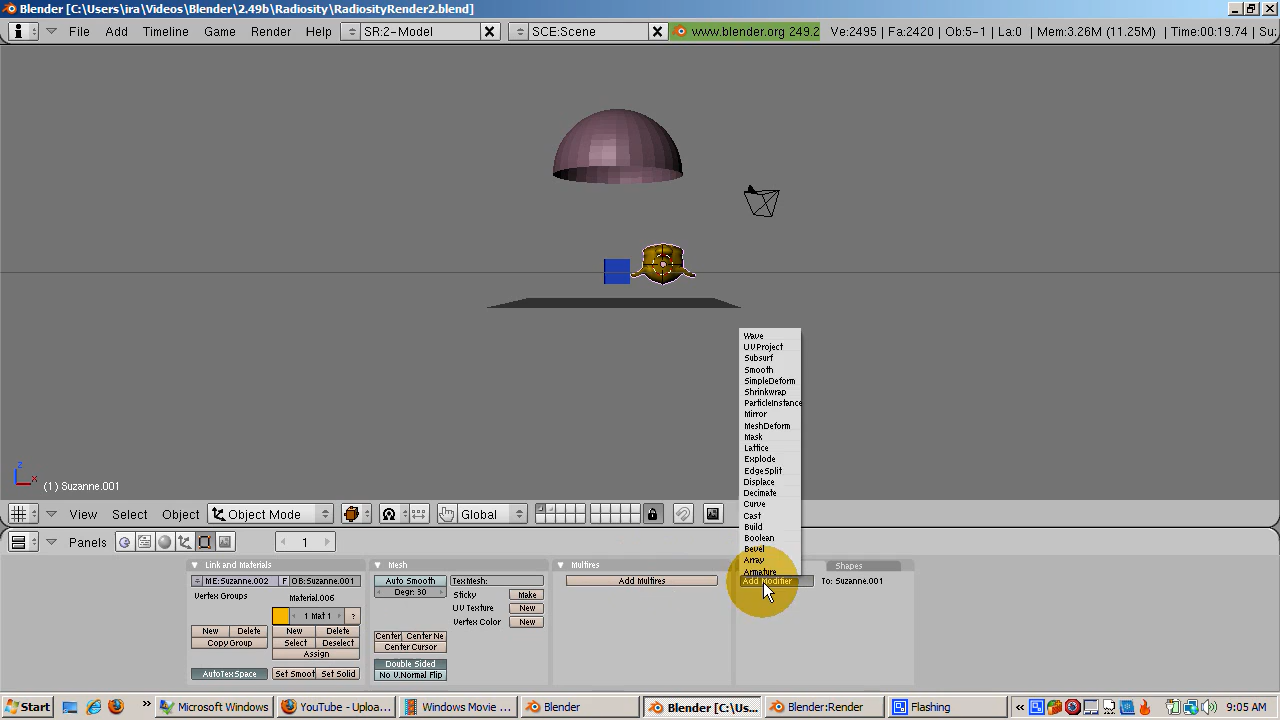 Blender [C:\Users\ira\Videos\Blender\2.49b\Radiosity\RadiosityRender2.blend]
File Add Timeline Game Render Help SR:2-Model SCE:Scene www.blender.org 249.2 Ve:2495 | Fa:2420 | Ob:5-1 | La:0 | Mem:3.26M (11.25M) | Time:00:19.74 | Su:
Wave
UVProject
Subsurf
Smooth
SimpleDeform
Shrinkwrap
ParticleInstance
Mirror
MeshDeform
Mask
Lattice
Explode
EdgeSplit
Displace
Decimate
Curve
Cast
Build
Boolean
Bevel
Array
Armature
z
x
(1) Suzanne.001
View Select Object Object Mode Global
Panels 1
Link and Materials Mesh Multires Shapes
ME:Suzanne.002 F OB:Suzanne.001 Auto Smooth TexMesh: Add Multires Add Modifier To: Suzanne.001
Vertex Groups Material.006 Degr: 30 Sticky Make
1 Mat 1 ? UV Texture New
New Delete New Delete Vertex Color New
Copy Group Select Deselect Center Center Ne
Assign Center Cursor
AutoTexSpace Set Smoot Set Solid Double Sided
No V.Normal Flip
Start Microsoft Windows YouTube - Uploa... Windows Movie ... Blender Blender [C:\Us... Blender:Render Flashing 9:05 AM